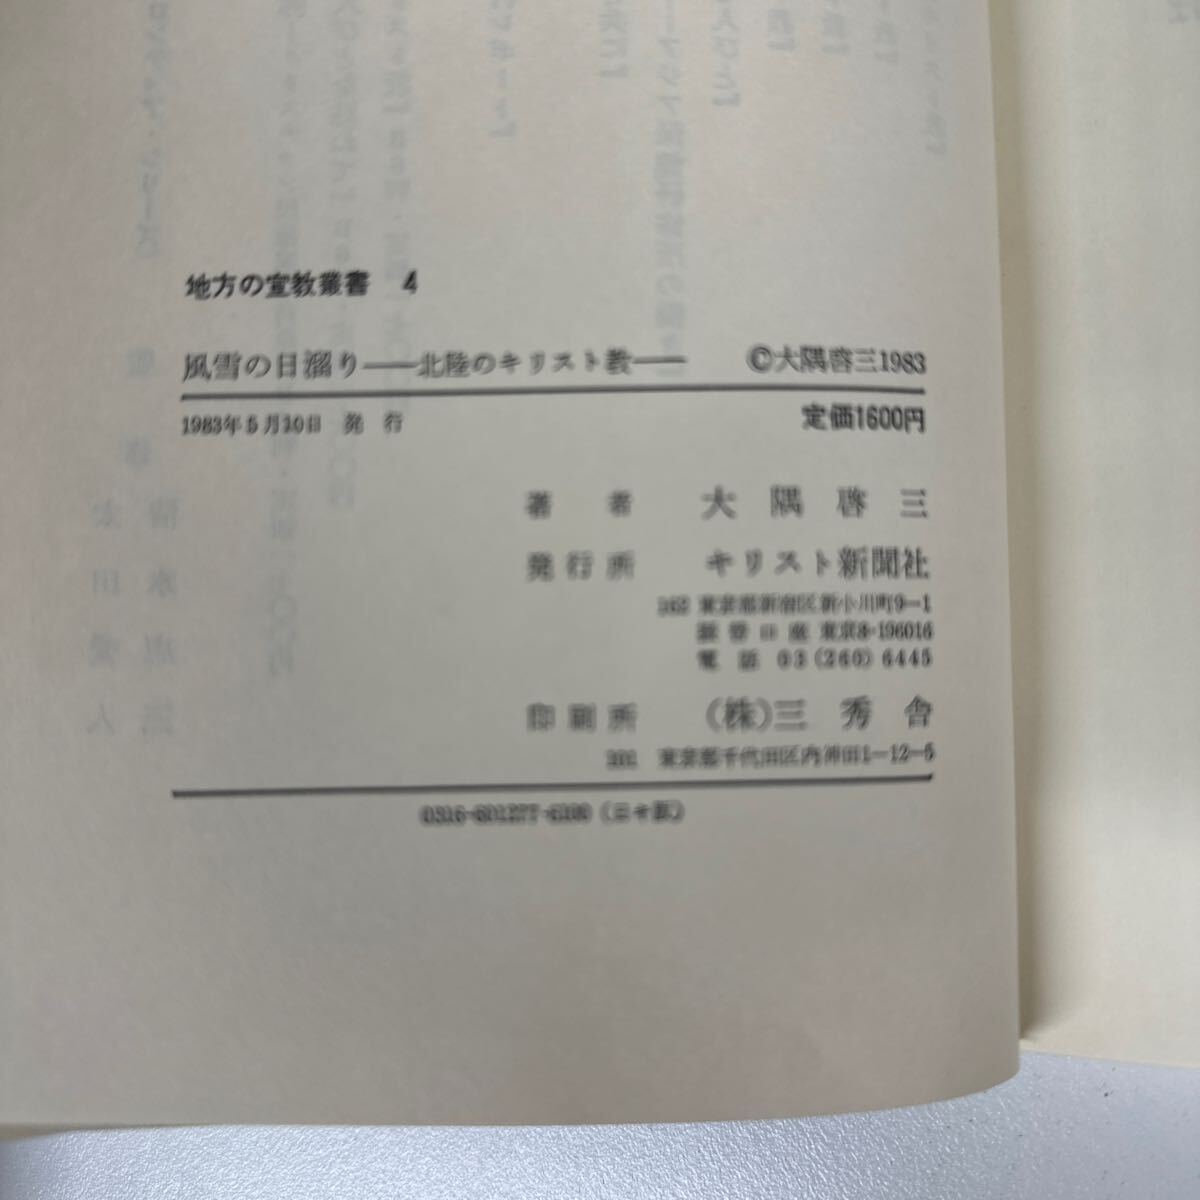 地方の宣教叢書 4
風雪の日溜り——北陸のキリスト教—— ©大隅啓三1983
1983年5月10日 発行 定価1600円
著者 大隅啓三
発行所 キリスト新聞社
162 東京都新宿区新小川町9-1
振替口座 東京8-196016
電話 03(260)6445
印刷所 (株)三秀舎
101 東京都千代田区内神田1-12-5